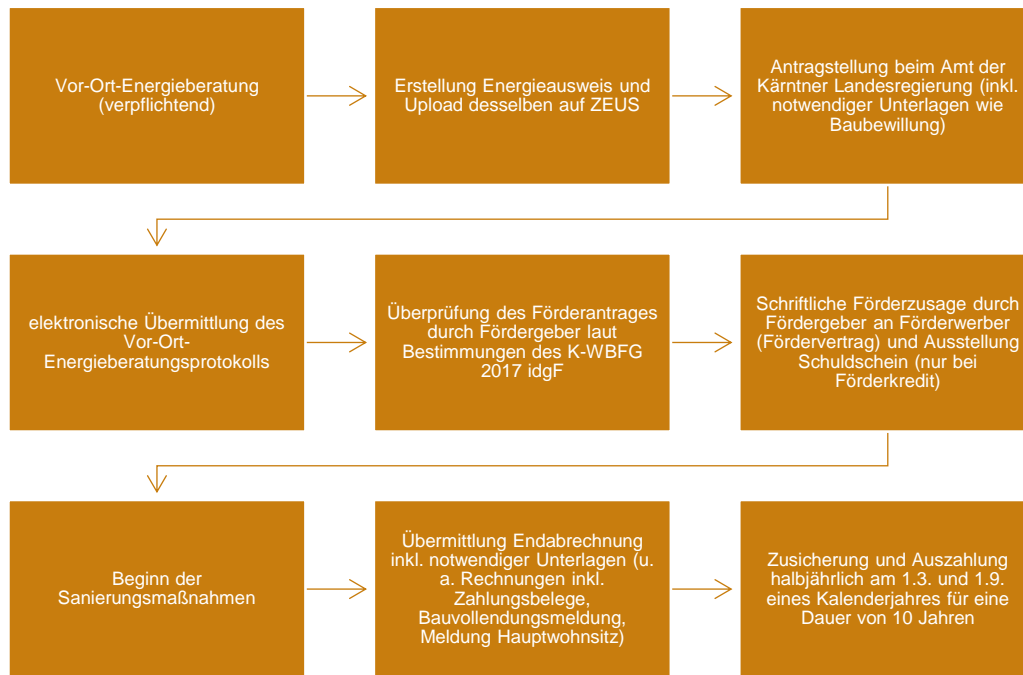 Vor-Ort-Energieberatung
(verpflichtend)
Erstellung Energieausweis und
Upload desselben auf ZEUS
Antragstellung beim Amt der
Kärntner Landesregierung (inkl.
notwendiger Unterlagen wie
Baubewillung)
elektronische Übermittlung des
Vor-Ort-
Energieberatungsprotokolls
Überprüfung des Förderantrages
durch Fördergeber laut
Bestimmungen des K-WBFG
2017 idgF
Schriftliche Förderzusage durch
Fördergeber an Förderwerber
(Fördervertrag) und Ausstellung
Schuldschein (nur bei
Förderkredit)
Beginn der
Sanierungsmaßnahmen
Übermittlung Endabrechnung
inkl. notwendiger Unterlagen (u.
a. Rechnungen inkl.
Zahlungsbelege,
Bauvollendungsmeldung,
Meldung Hauptwohnsitz)
Zusicherung und Auszahlung
halbjährlich am 1.3. und 1.9.
eines Kalenderjahres für eine
Dauer von 10 Jahren